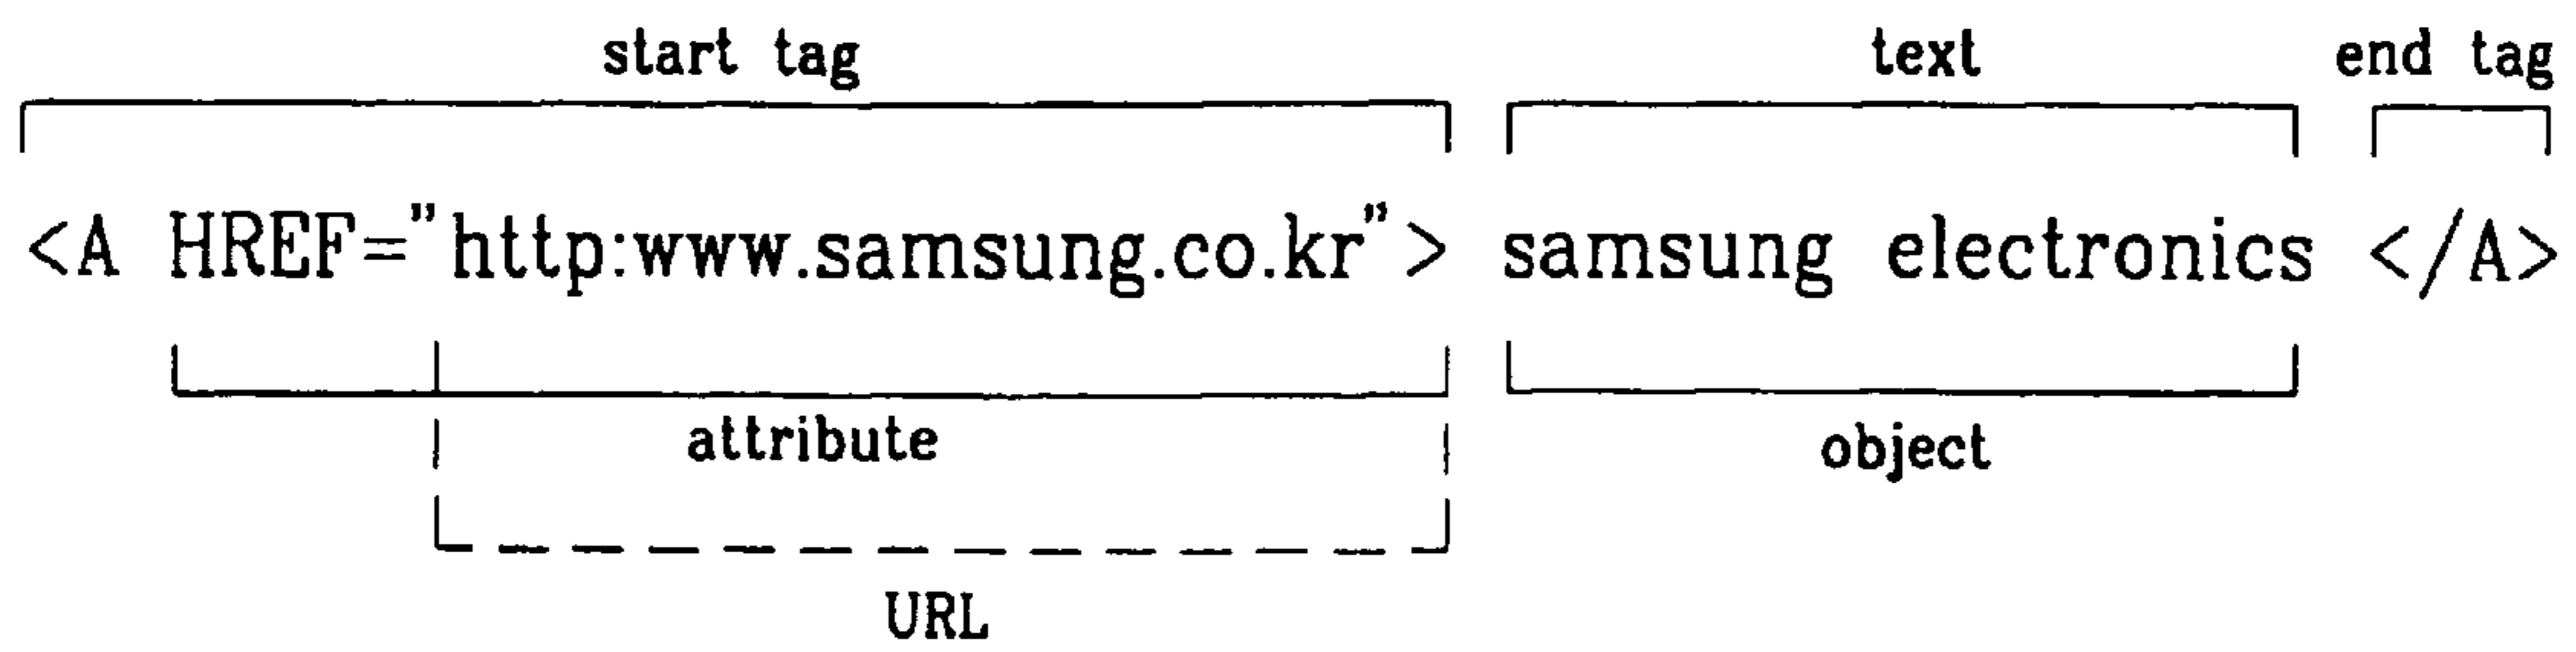 start tag text end tag
<A HREF="http:www.samsung.co.kr"> samsung electronics </A>
attribute object
URL